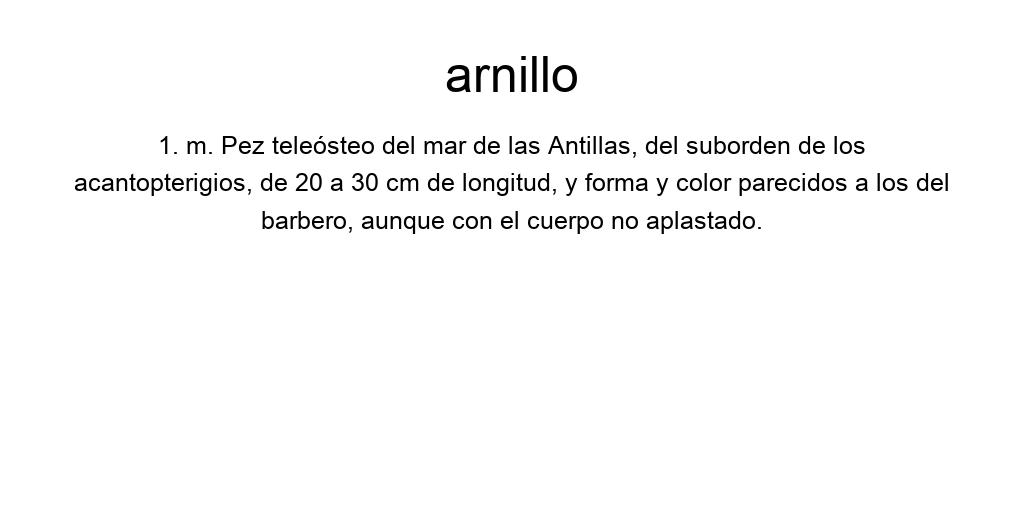 arnillo
1. m. Pez teleósteo del mar de las Antillas, del suborden de los
acantopterigios, de 20 a 30 cm de longitud, y forma y color parecidos a los del
barbero, aunque con el cuerpo no aplastado.